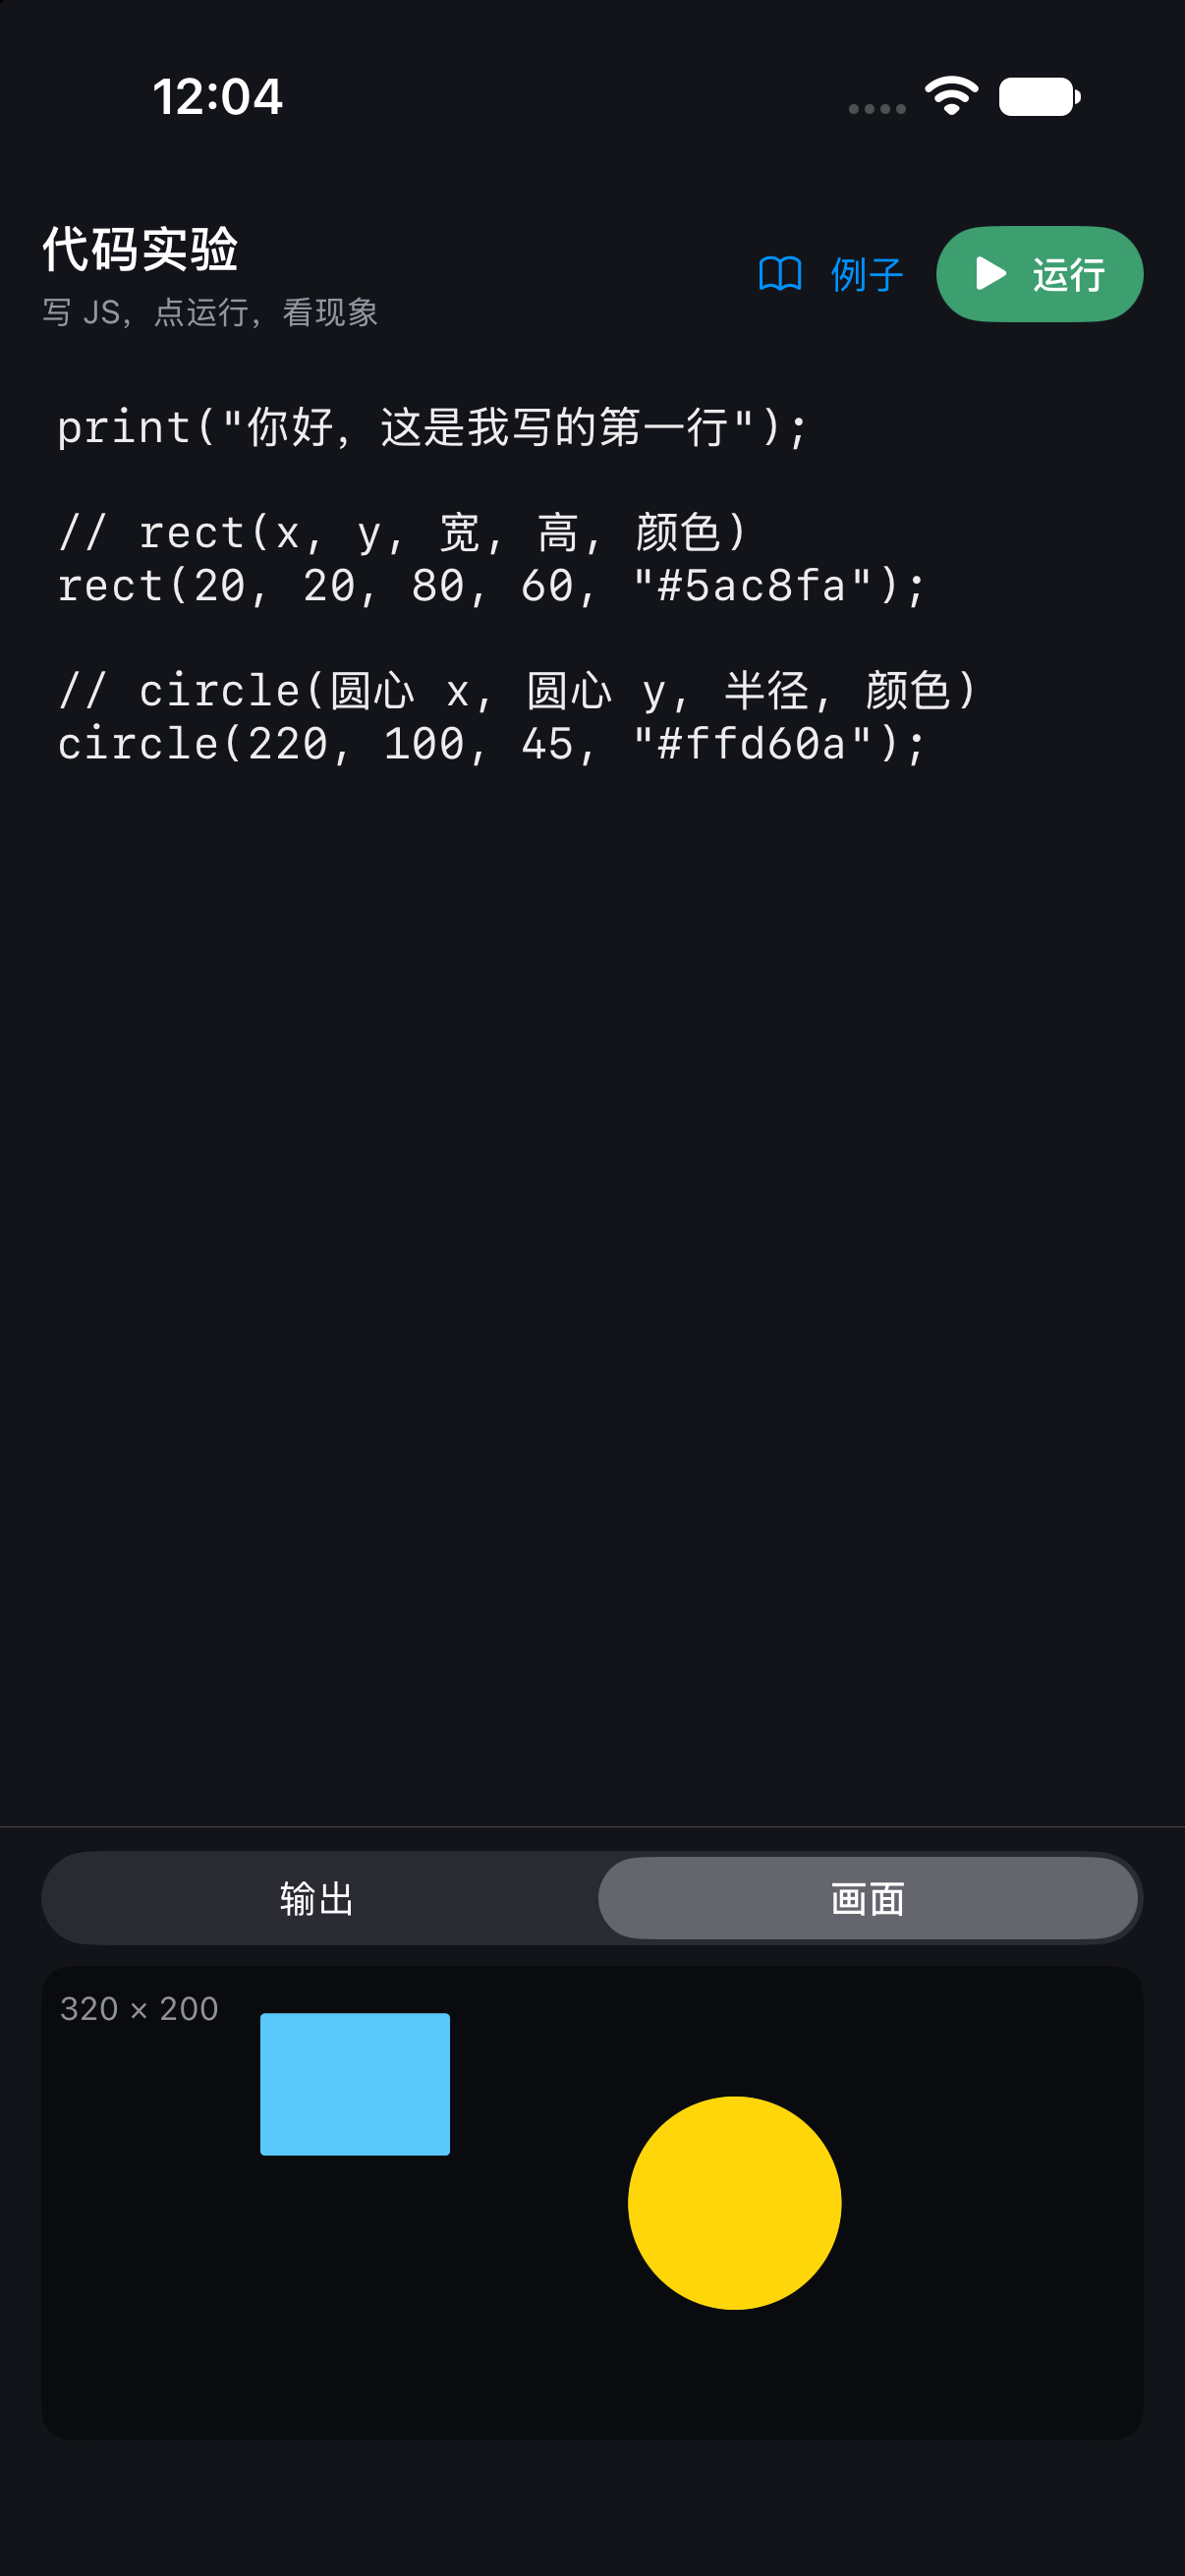 12:04
代码实验
写 JS，点运行，看现象
例子
运行
print("你好，这是我写的第一行");
// rect(x, y, 宽, 高, 颜色)
rect(20, 20, 80, 60, "#5ac8fa");
// circle(圆心 x, 圆心 y, 半径, 颜色)
circle(220, 100, 45, "#ffd60a");
输出
画面
320 × 200